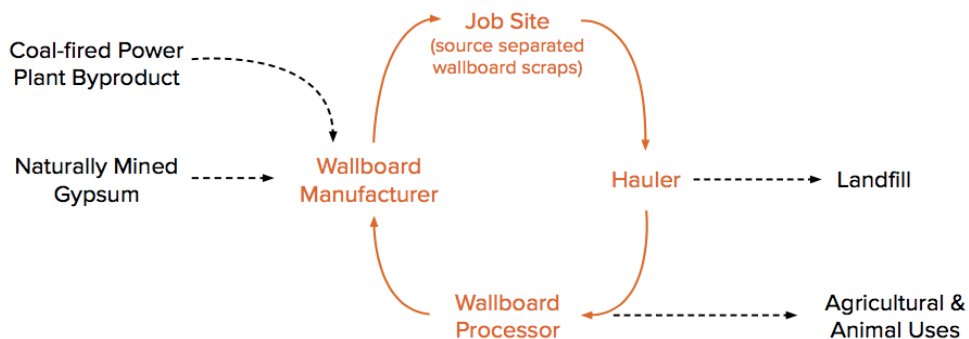 Job Site
(source separated
wallboard scraps)
Coal-fired Power
Plant Byproduct
Naturally Mined
Gypsum
Wallboard
Manufacturer
Hauler
Landfill
Wallboard
Processor
Agricultural &
Animal Uses